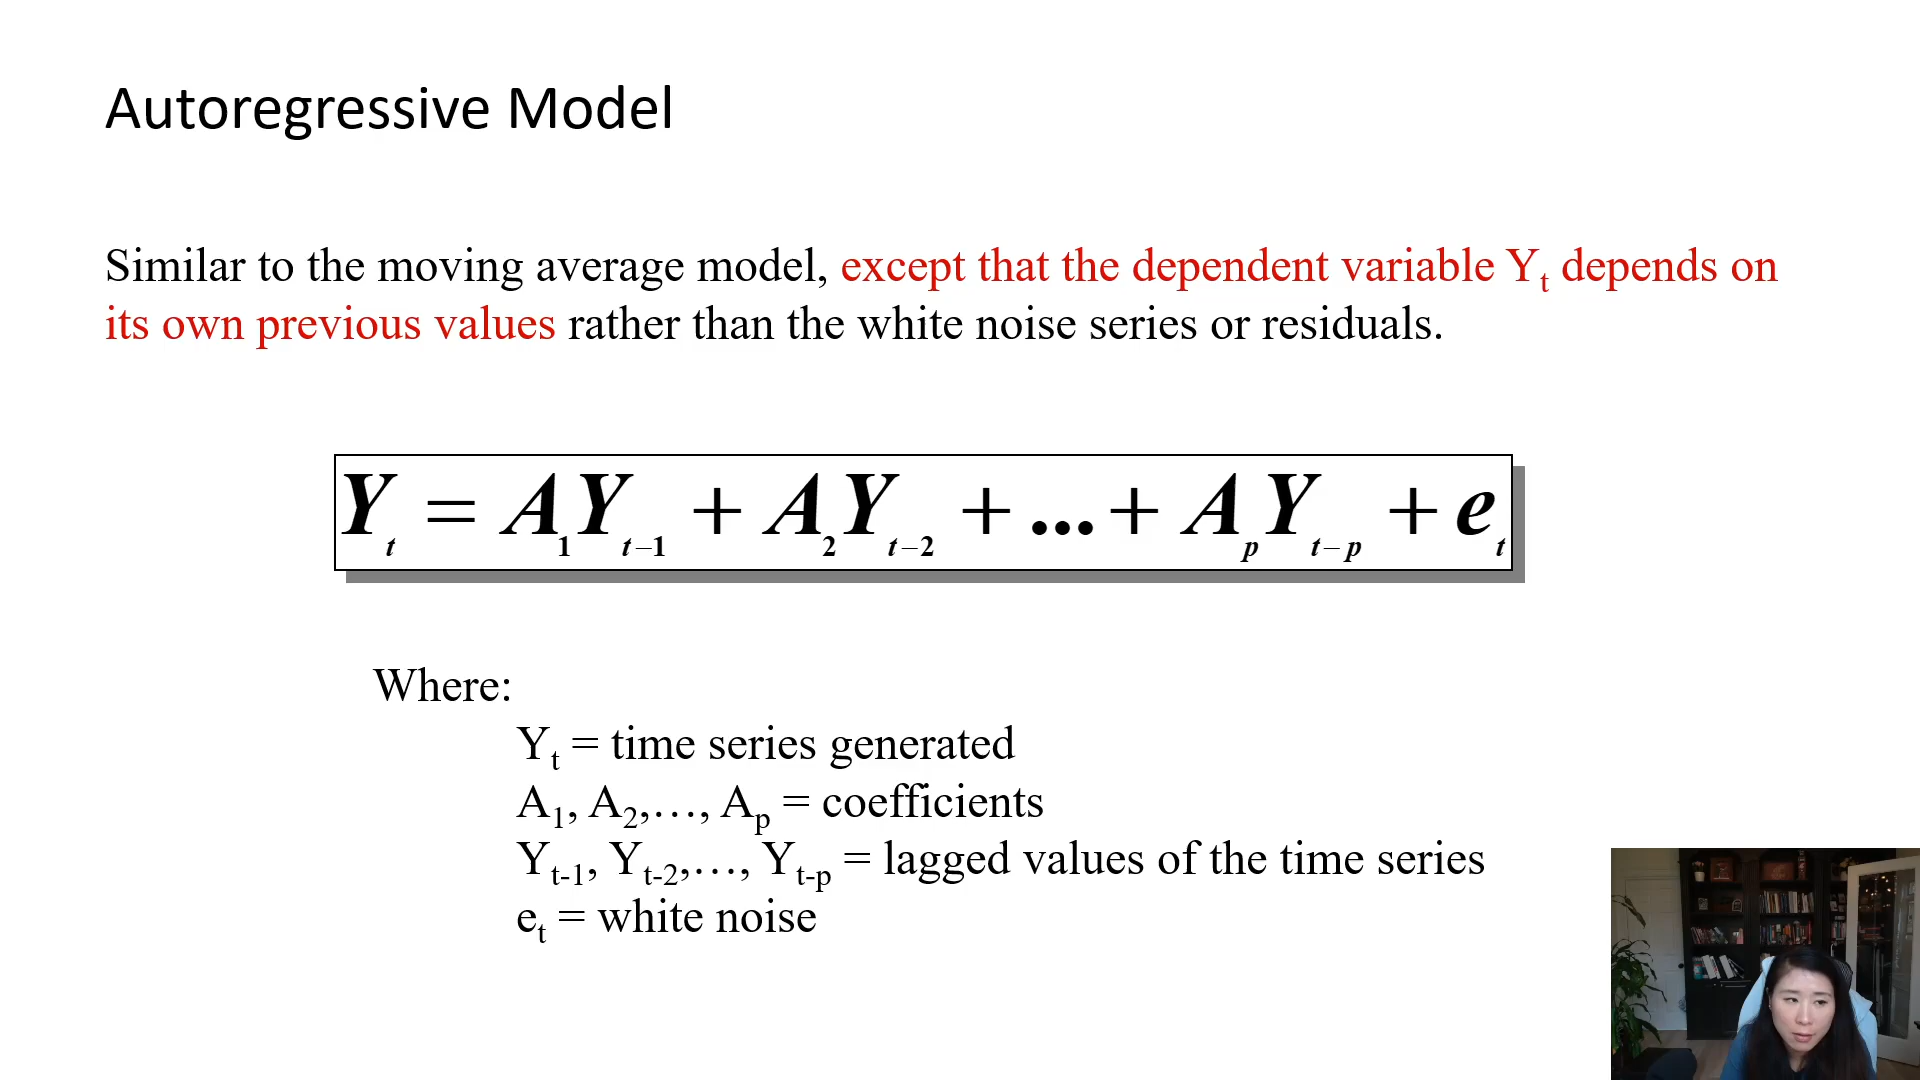 Autoregressive Model
Similar to the moving average model, except that the dependent variable Yₜ depends on
its own previous values rather than the white noise series or residuals.
Yₜ = A₁Yₜ₋₁ + A₂Yₜ₋₂ + ... + AₚYₜ₋ₚ + eₜ
Where:
Yₜ = time series generated
A₁, A₂,…, Aₚ = coefficients
Yₜ₋₁, Yₜ₋₂,…, Yₜ₋ₚ = lagged values of the time series
eₜ = white noise